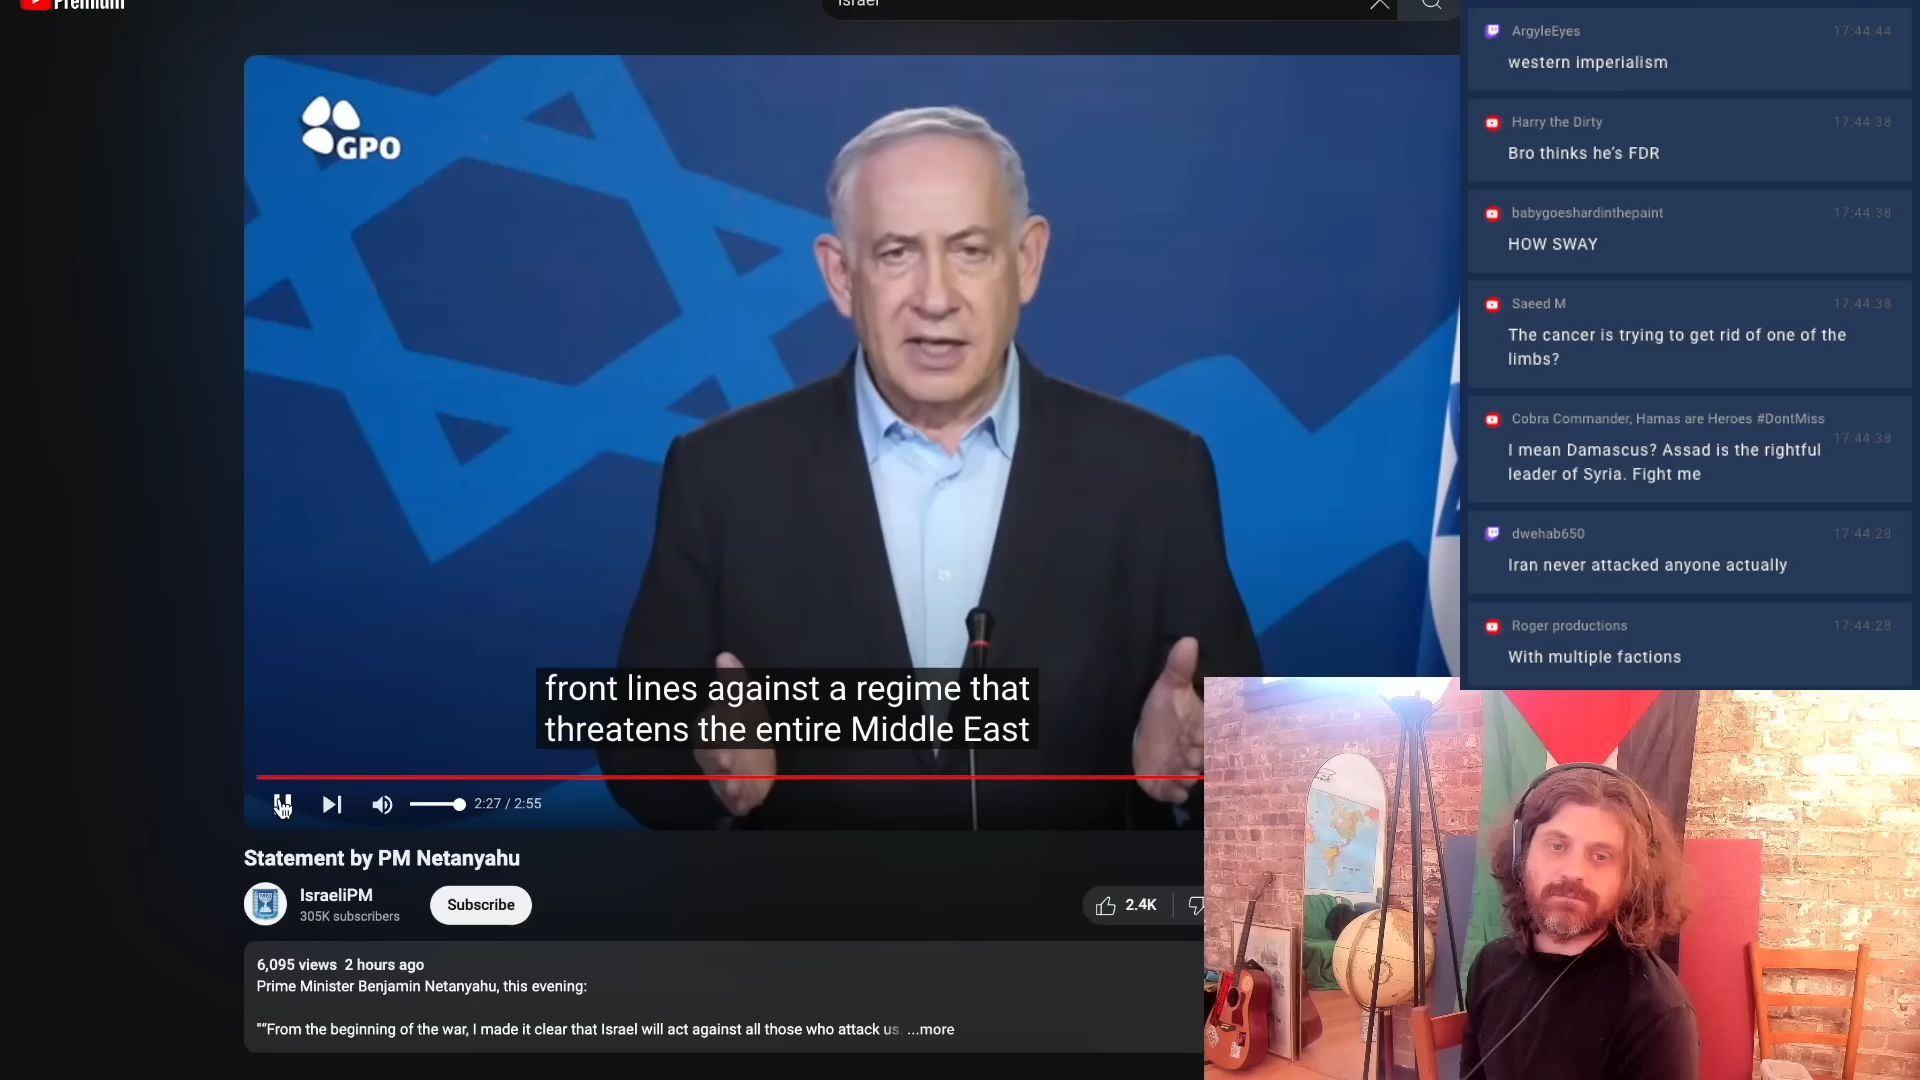 Premium
Israel
GPO
front lines against a regime that
threatens the entire Middle East
2:27 / 2:55
Statement by PM Netanyahu
IsraeliPM
305K subscribers
Subscribe
2.4K
6,095 views 2 hours ago
Prime Minister Benjamin Netanyahu, this evening:
"“From the beginning of the war, I made it clear that Israel will act against all those who attack us. ...more
ArgyleEyes 17:44:44
western imperialism
Harry the Dirty 17:44:38
Bro thinks he's FDR
babygoeshardinthepaint 17:44:38
HOW SWAY
Saeed M 17:44:38
The cancer is trying to get rid of one of the
limbs?
Cobra Commander, Hamas are Heroes #DontMiss
17:44:38
I mean Damascus? Assad is the rightful
leader of Syria. Fight me
dwehab650 17:44:28
Iran never attacked anyone actually
Roger productions 17:44:28
With multiple factions